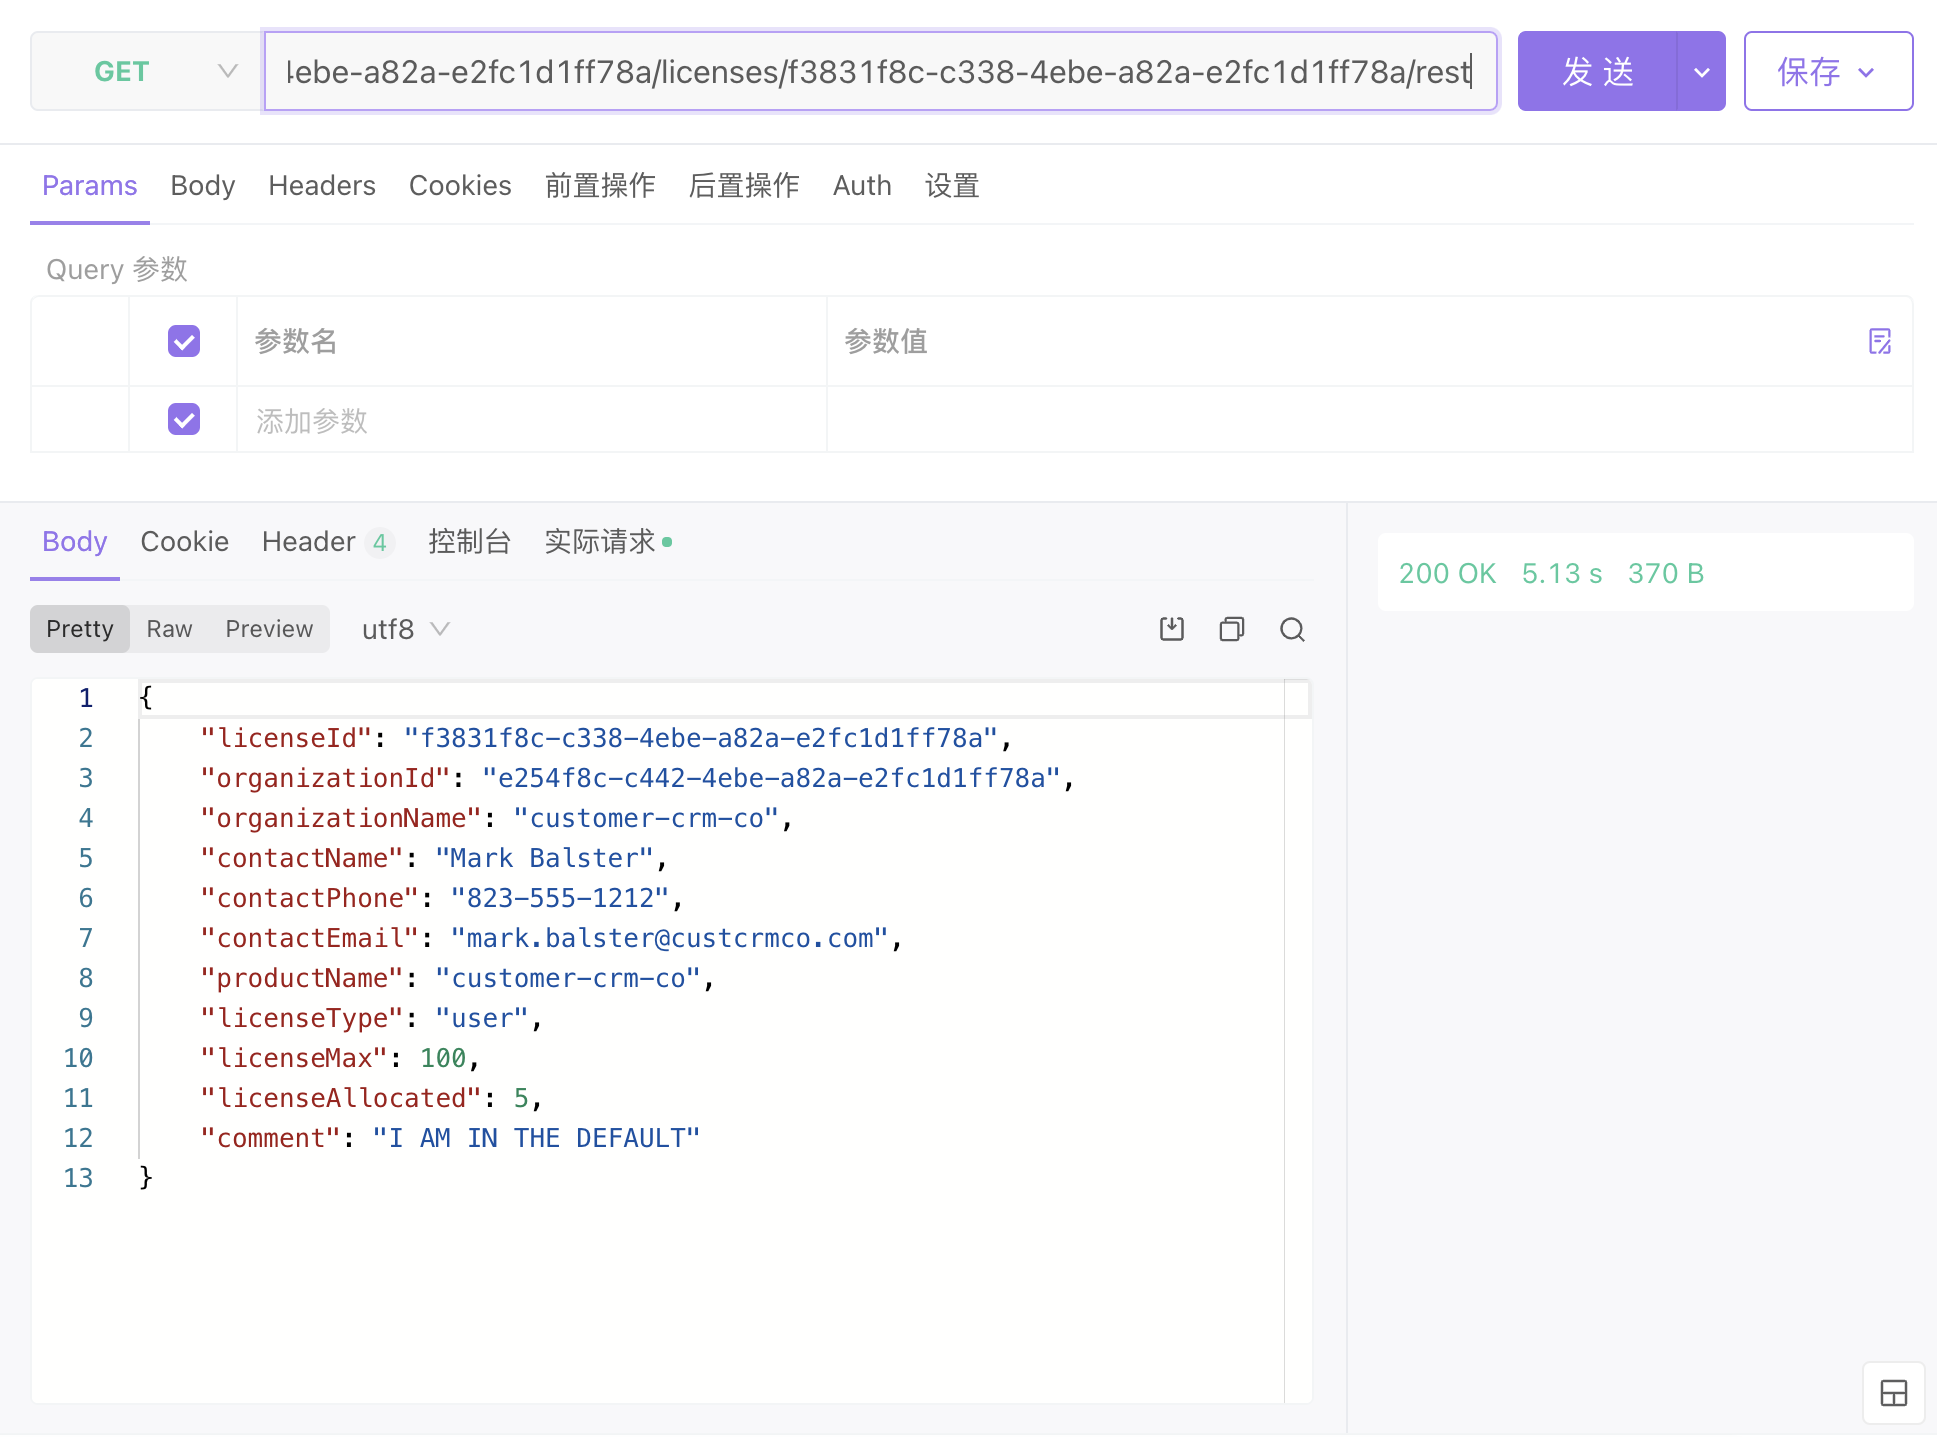 GET
4ebe-a82a-e2fc1d1ff78a/licenses/f3831f8c-c338-4ebe-a82a-e2fc1d1ff78a/rest
发 送
保存
Params Body Headers Cookies 前置操作 后置操作 Auth 设置
Query 参数
参数名 参数值
添加参数
Body Cookie Header 4 控制台 实际请求
200 OK 5.13 s 370 B
Pretty Raw Preview utf8
1 {
2 "licenseId": "f3831f8c-c338-4ebe-a82a-e2fc1d1ff78a",
3 "organizationId": "e254f8c-c442-4ebe-a82a-e2fc1d1ff78a",
4 "organizationName": "customer-crm-co",
5 "contactName": "Mark Balster",
6 "contactPhone": "823-555-1212",
7 "contactEmail": "mark.balster@custcrmco.com",
8 "productName": "customer-crm-co",
9 "licenseType": "user",
10 "licenseMax": 100,
11 "licenseAllocated": 5,
12 "comment": "I AM IN THE DEFAULT"
13 }